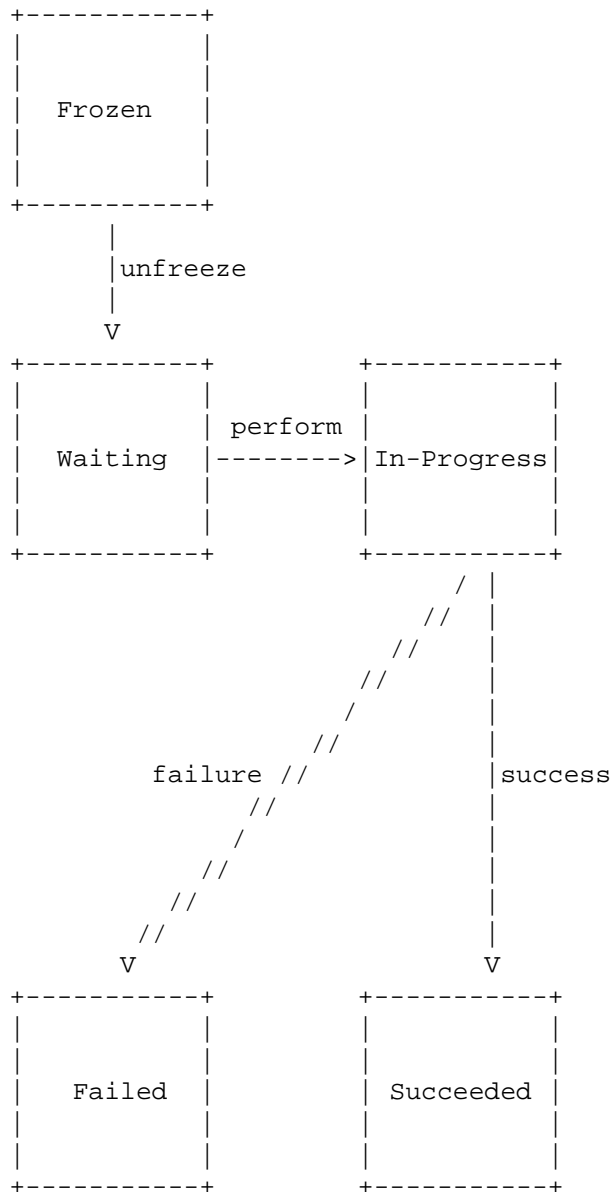 Frozen
unfreeze
perform
Waiting
In-Progress
failure
success
Failed
Succeeded